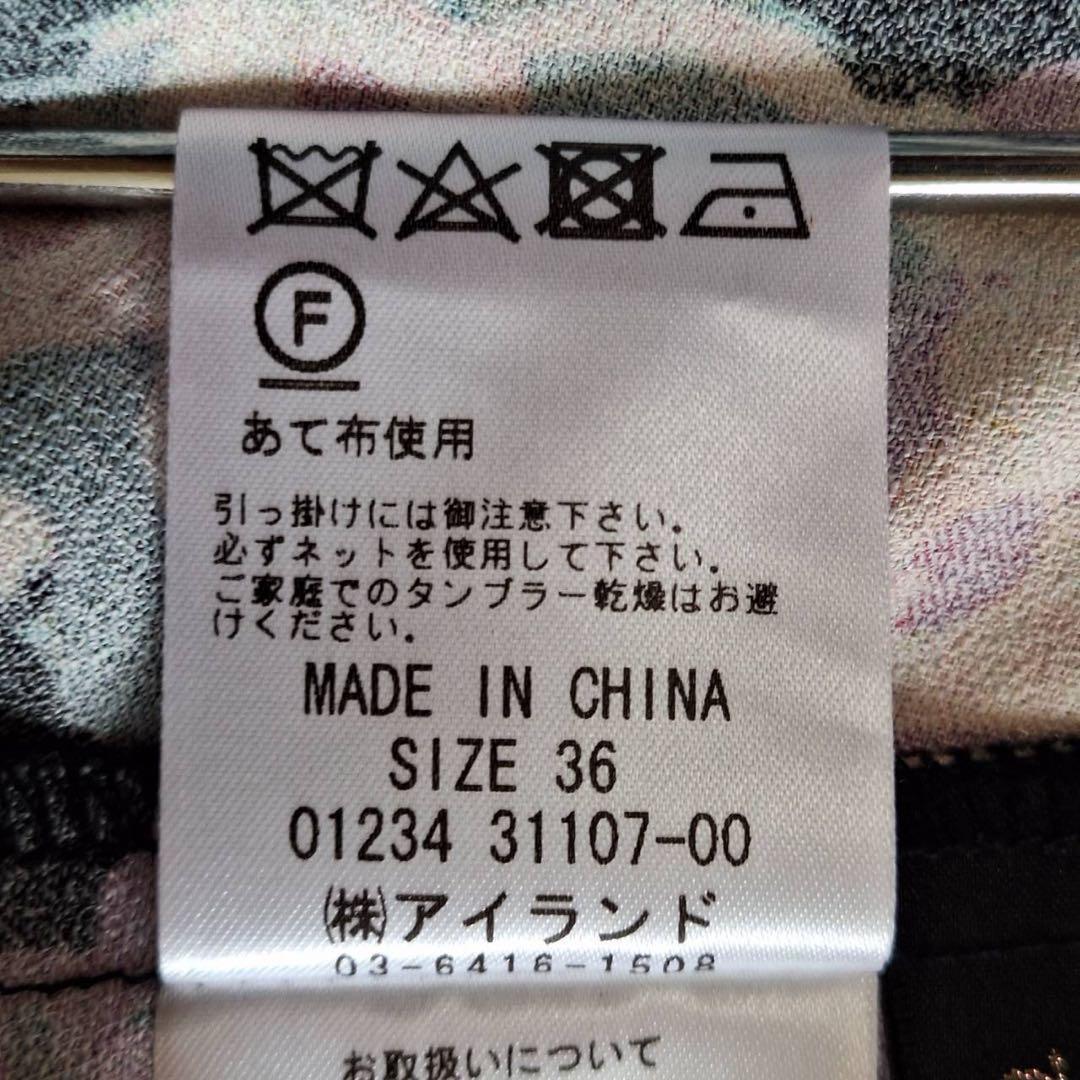 F
あて布使用
引っ掛けには御注意下さい。
必ずネットを使用して下さい。
ご家庭でのタンブラー乾燥はお避
けください。
MADE IN CHINA
SIZE 36
01234 31107-00
㈱アイランド
03-6416-1508
お取扱いについて